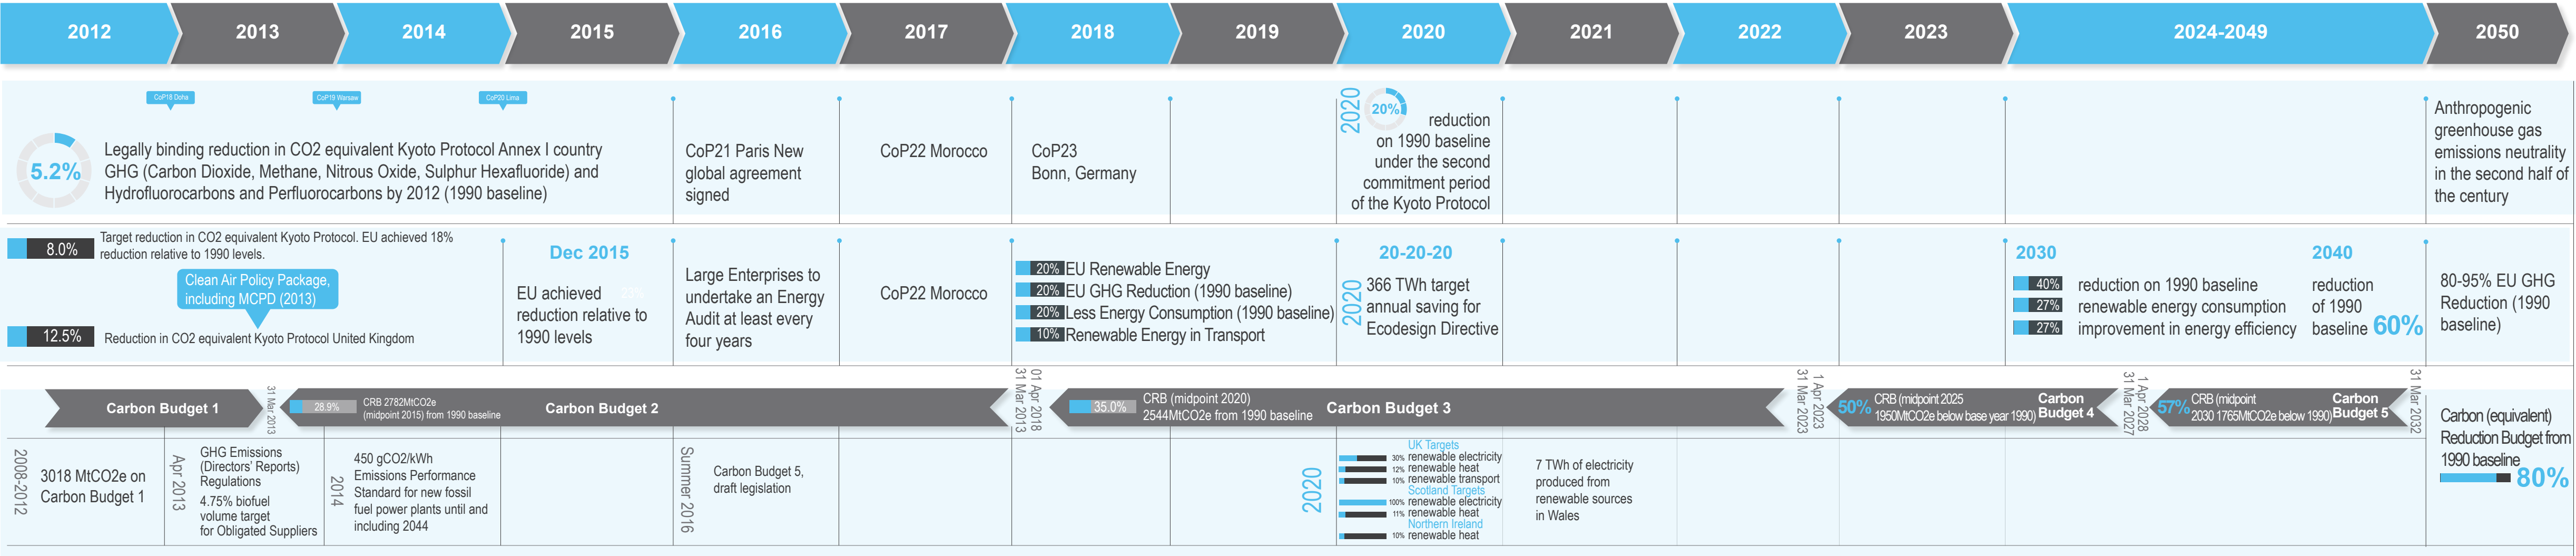 2012
2013
2014
2015
2016
2017
2018
2019
2020
2021
2022
2023
2024-2049
2050
CoP18 Doha
CoP19 Warsaw
CoP20 Lima
5.2%
Legally binding reduction in CO2 equivalent Kyoto Protocol Annex I country
GHG (Carbon Dioxide, Methane, Nitrous Oxide, Sulphur Hexafluoride) and
Hydrofluorocarbons and Perfluorocarbons by 2012 (1990 baseline)
CoP21 Paris New
global agreement
signed
CoP22 Morocco
CoP23
Bonn, Germany
2020
20%
reduction
on 1990 baseline
under the second
commitment period
of the Kyoto Protocol
Anthropogenic
greenhouse gas
emissions neutrality
in the second half of
the century
8.0%
Target reduction in CO2 equivalent Kyoto Protocol. EU achieved 18%
reduction relative to 1990 levels.
Clean Air Policy Package,
including MCPD (2013)
12.5%
Reduction in CO2 equivalent Kyoto Protocol United Kingdom
Dec 2015
EU achieved 23%
reduction relative to
1990 levels
Large Enterprises to
undertake an Energy
Audit at least every
four years
CoP22 Morocco
20% EU Renewable Energy
20% EU GHG Reduction (1990 baseline)
20% Less Energy Consumption (1990 baseline)
10% Renewable Energy in Transport
20-20-20
2020
366 TWh target
annual saving for
Ecodesign Directive
2030
40% reduction on 1990 baseline
27% renewable energy consumption
27% improvement in energy efficiency
2040
reduction
of 1990
baseline 60%
80-95% EU GHG
Reduction (1990
baseline)
Carbon Budget 1
31 Mar 2013
28.9%
CRB 2782MtCO2e
(midpoint 2015) from 1990 baseline
Carbon Budget 2
31 Mar 2013
01 Apr 2018
35.0%
CRB (midpoint 2020)
2544MtCO2e from 1990 baseline
Carbon Budget 3
31 Mar 2023
1 Apr 2023
50%
CRB (midpoint 2025
1950MtCO2e below base year 1990)
Carbon
Budget 4
31 Mar 2027
1 Apr 2028
57%
CRB (midpoint
2030 1765MtCO2e below 1990)
Carbon
Budget 5
31 Mar 2032
2008-2012
3018 MtCO2e on
Carbon Budget 1
Apr 2013
GHG Emissions
(Directors' Reports)
Regulations
4.75% biofuel
volume target
for Obligated Suppliers
2014
450 gCO2/kWh
Emissions Performance
Standard for new fossil
fuel power plants until and
including 2044
Summer 2016
Carbon Budget 5,
draft legislation
2020
UK Targets
30% renewable electricity
12% renewable heat
10% renewable transport
Scotland Targets
100% renewable electricity
11% renewable heat
Northern Ireland
10% renewable heat
7 TWh of electricity
produced from
renewable sources
in Wales
Carbon (equivalent)
Reduction Budget from
1990 baseline
80%